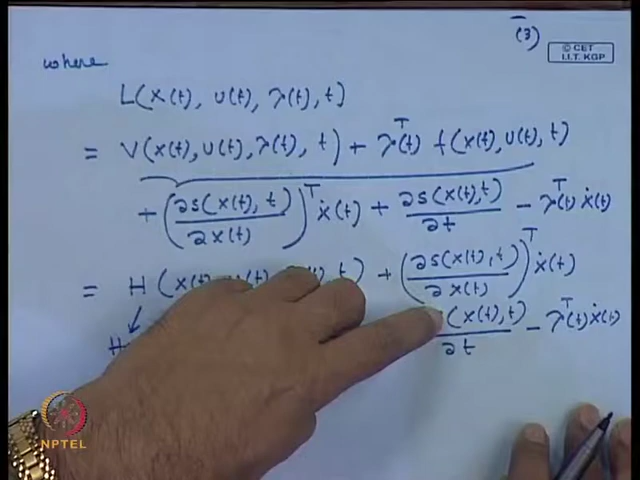 (3)
© CET
I.I.T. KGP
where
L(x(t), u(t), λ(t), t)
= V(x(t), u(t), λ(t), t) + λᵀ(t) f(x(t), u(t), t)
+ (∂s(x(t), t)/∂x(t))ᵀ ẋ(t) + ∂s(x(t), t)/∂t − λᵀ(t) ẋ(t)
= H(x(t), t) + (∂s(x(t), t)/∂x(t))ᵀ ẋ(t)
(x(t), t)/∂t − λᵀ(t) ẋ(t)
NPTEL